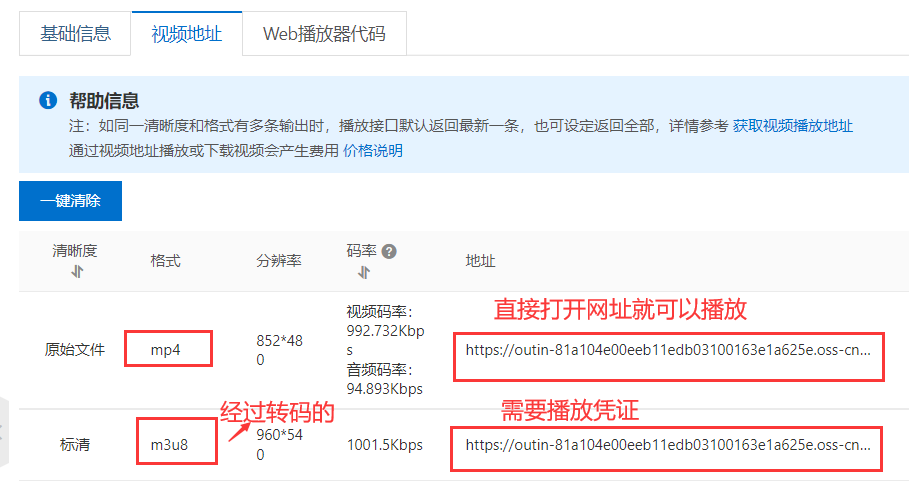 基础信息 视频地址 Web播放器代码
帮助信息
注：如同一清晰度和格式有多条输出时，播放接口默认返回最新一条，也可设定返回全部，详情参考 获取视频播放地址
通过视频地址播放或下载视频会产生费用 价格说明
一键清除
清晰度 格式 分辨率 码率 ? 地址
直接打开网址就可以播放
原始文件 mp4 852*48
0 视频码率：
992.732Kbp
s
音频码率：
94.893Kbps https://outin-81a104e00eeb11edb03100163e1a625e.oss-cn...
经过转码的 需要播放凭证
标清 m3u8 960*54
0 1001.5Kbps https://outin-81a104e00eeb11edb03100163e1a625e.oss-cn...